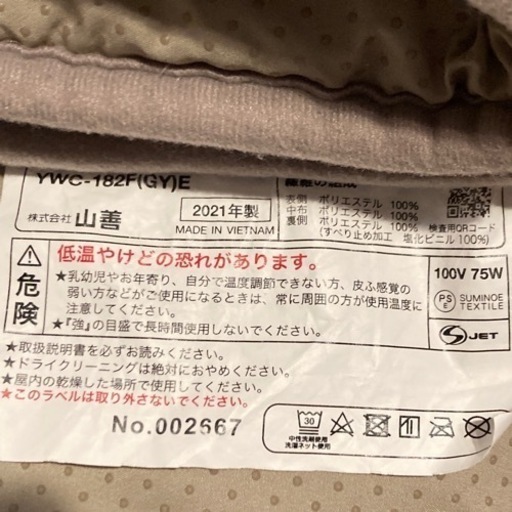 YWC-182F(GY)E
株式会社 山善
2021年製
MADE IN VIETNAM
繊維の組成
表側 ポリエステル 100%
中布 ポリエステル 100%
裏側 ポリエステル 100%
(すべり止め加工 塩化ビニル 100%)
検査用QRコード
危険
低温やけどの恐れがあります。
★乳幼児やお年寄り、自分で温度調節できない方、皮ふ感覚の
弱い方などがご使用になるときは、常に周囲の方が使用温度に
注意してください。
★『強』の目盛で長時間使用しないでください。
100V 75W
PS
E
SUMINOE
TEXTILE
S JET
★取扱説明書を必ずお読みください。
★ドライクリーニングは絶対におやめください。
★屋内の乾燥した場所で使用してください。
★このラベルは取り外さないでください。
No.002667
30
中性洗剤使用
洗濯ネット使用